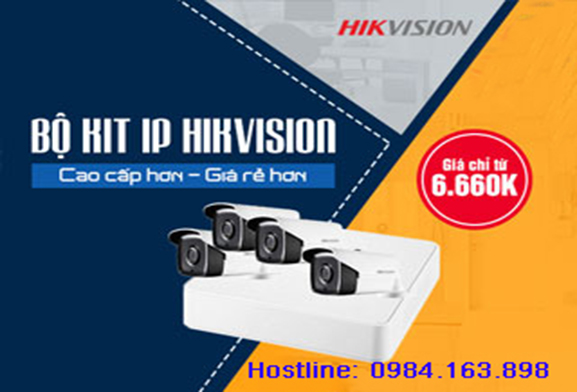 HIKVISION
BỘ KIT IP HIKVISION
Cao cấp hơn – Giá rẻ hơn
Giá chỉ từ
6.660K
Hostline: 0984.163.898